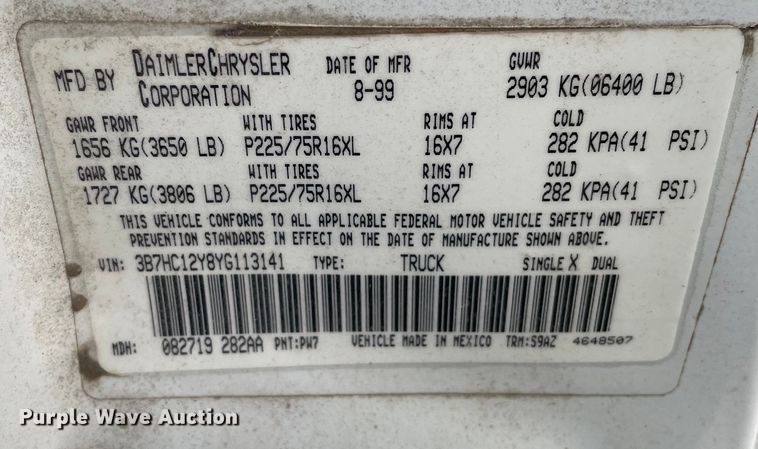 MFD BY DAIMLERCHRYSLER CORPORATION DATE OF MFR 8-99 GVWR 2903 KG(06400 LB)
GAWR FRONT WITH TIRES RIMS AT COLD
1656 KG(3650 LB) P225/75R16XL 16X7 282 KPA(41 PSI)
GAWR REAR WITH TIRES RIMS AT COLD
1727 KG(3806 LB) P225/75R16XL 16X7 282 KPA(41 PSI)
THIS VEHICLE CONFORMS TO ALL APPLICABLE FEDERAL MOTOR VEHICLE SAFETY AND THEFT
PREVENTION STANDARDS IN EFFECT ON THE DATE OF MANUFACTURE SHOWN ABOVE.
VIN: 3B7HC12Y8YG113141 TYPE: TRUCK SINGLE X DUAL
MDH: 082719 282AA PNT:PW7 VEHICLE MADE IN MEXICO TRM:S9AZ 4648507
Purple Wave Auction